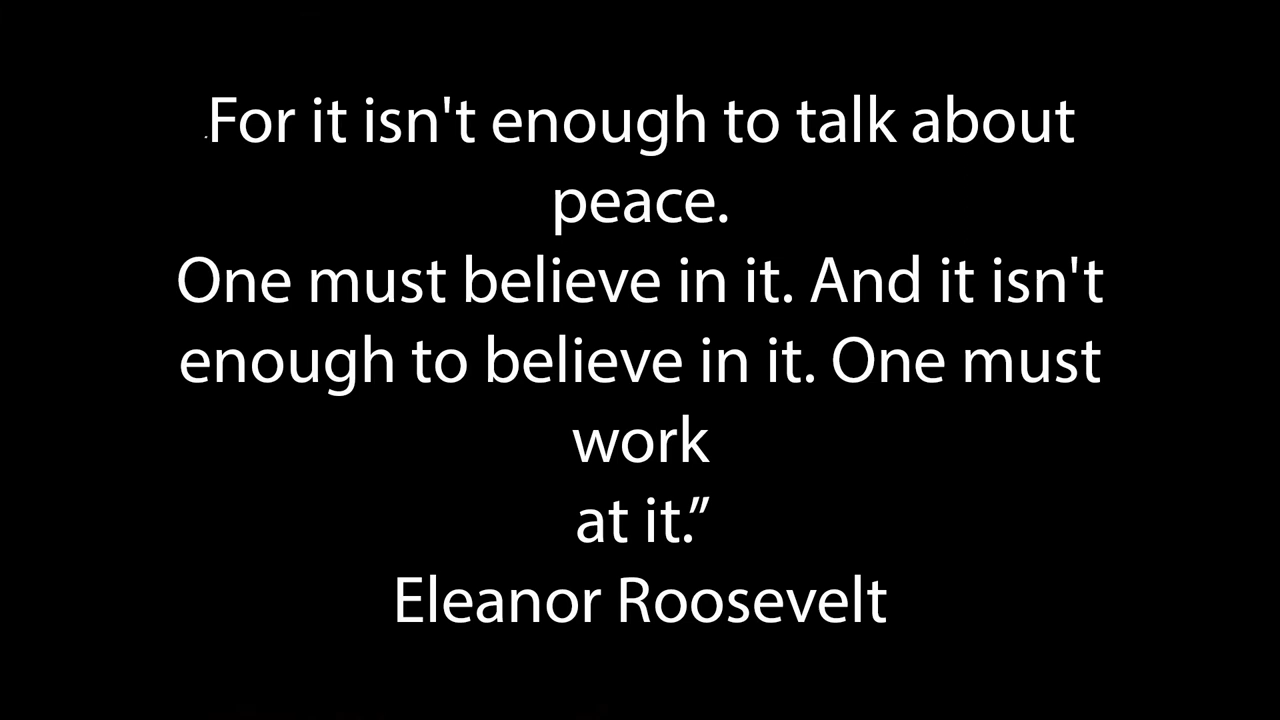 For it isn't enough to talk about
peace.
One must believe in it. And it isn't
enough to believe in it. One must
work
at it.”
Eleanor Roosevelt